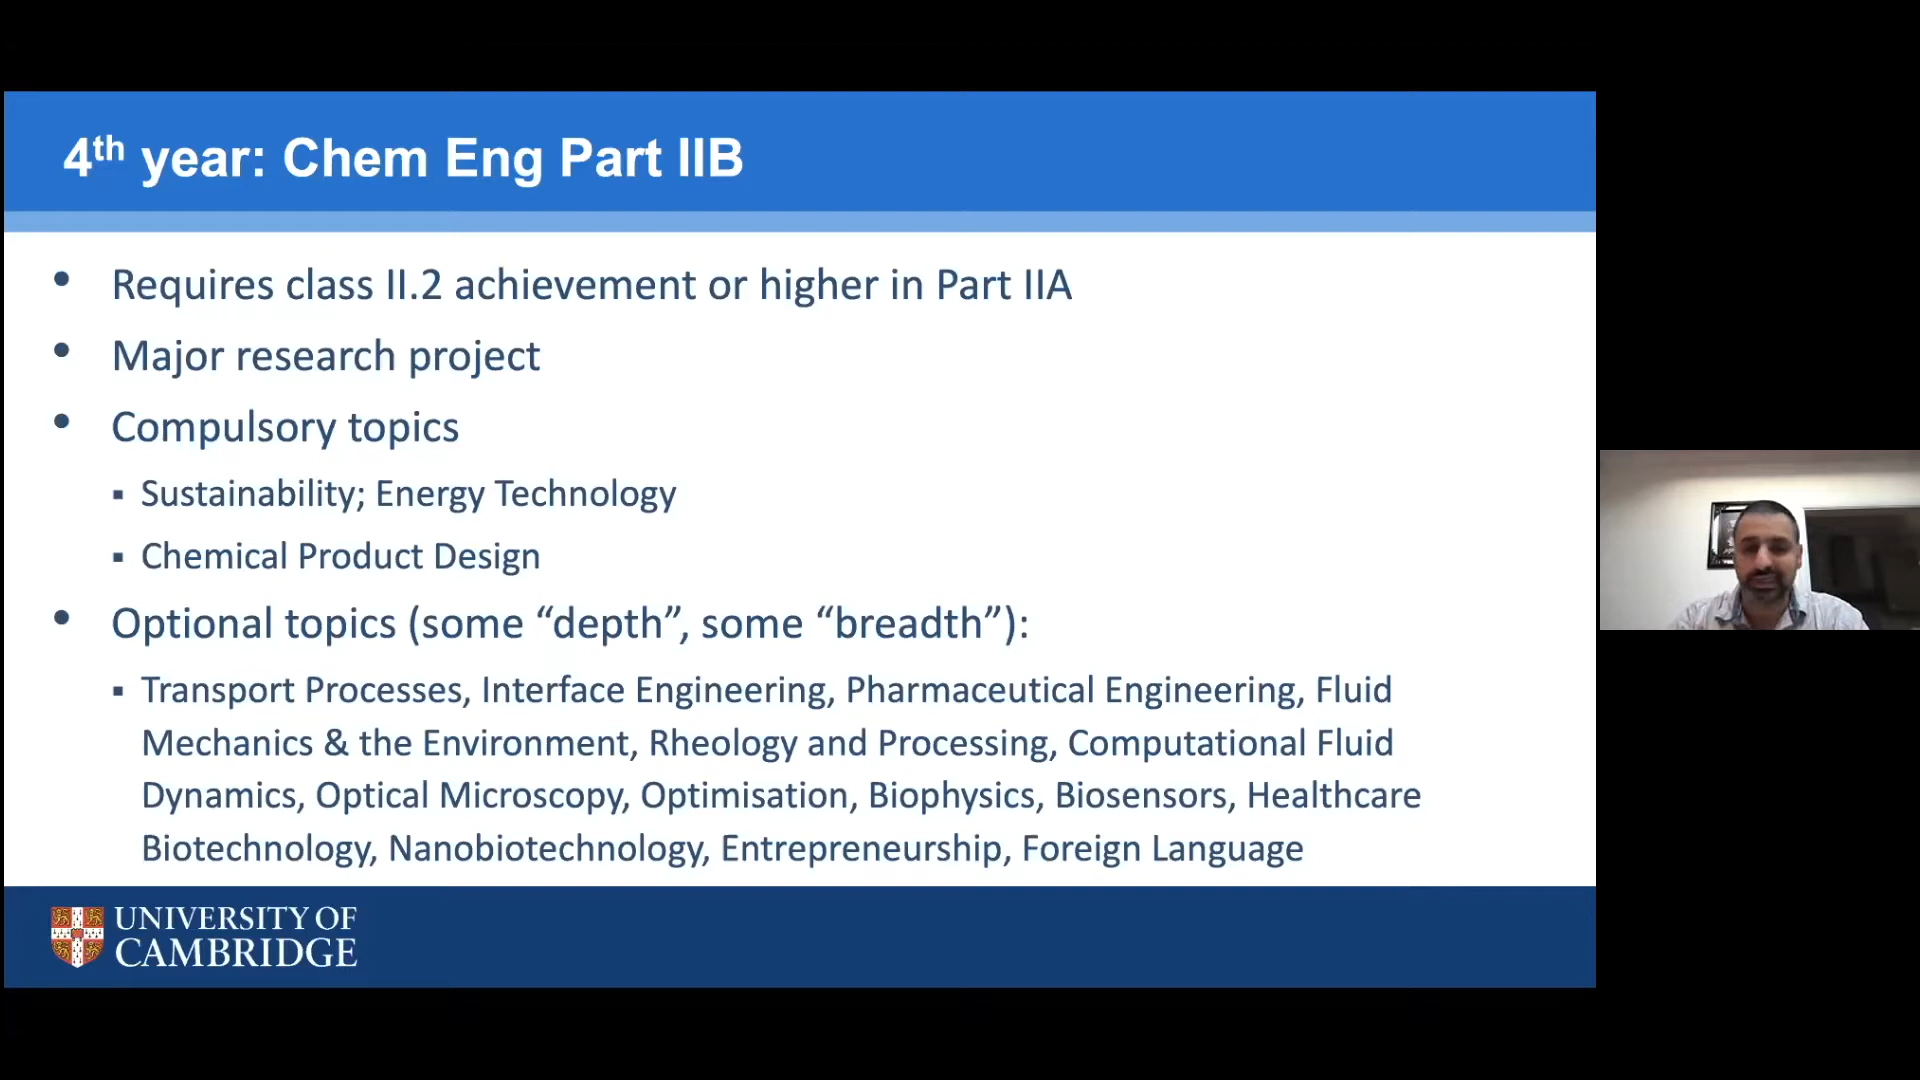 4th year: Chem Eng Part IIB
• Requires class II.2 achievement or higher in Part IIA
• Major research project
• Compulsory topics
▪ Sustainability; Energy Technology
▪ Chemical Product Design
• Optional topics (some “depth”, some “breadth”):
▪ Transport Processes, Interface Engineering, Pharmaceutical Engineering, Fluid
Mechanics & the Environment, Rheology and Processing, Computational Fluid
Dynamics, Optical Microscopy, Optimisation, Biophysics, Biosensors, Healthcare
Biotechnology, Nanobiotechnology, Entrepreneurship, Foreign Language
UNIVERSITY OF
CAMBRIDGE